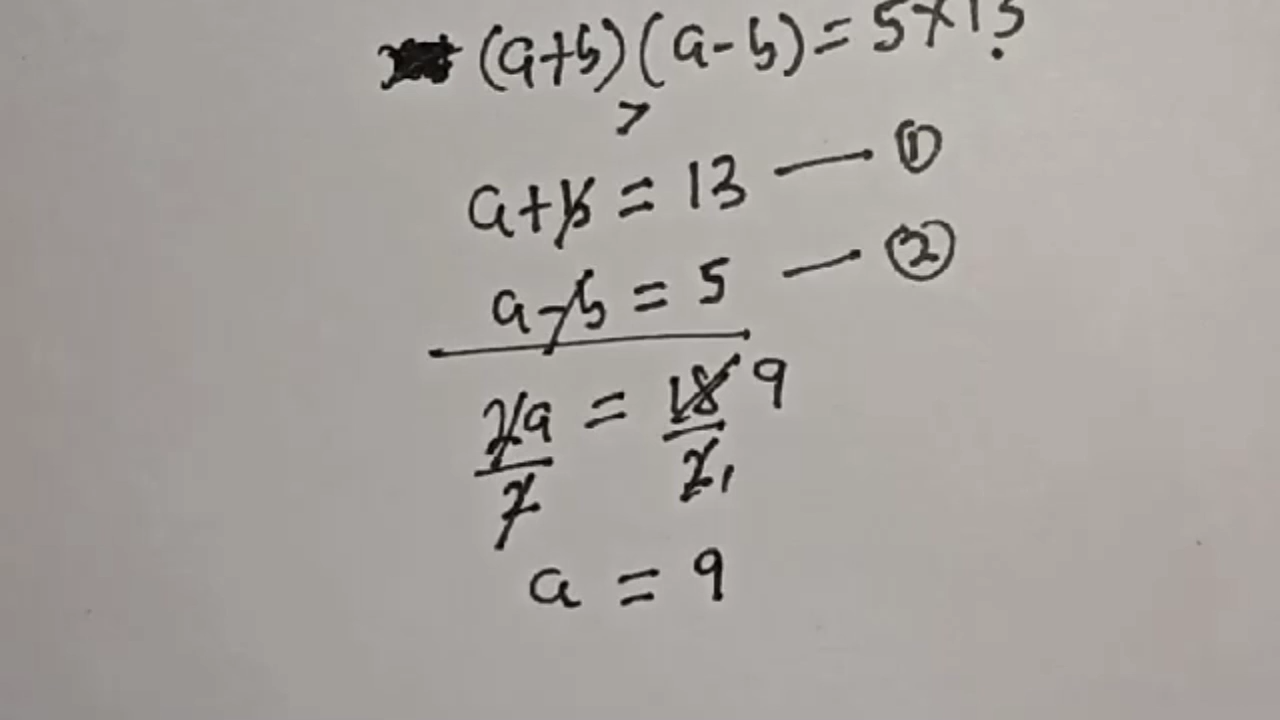 (a+b)(a-b)=5×13
>
a+b=13 — ①
a-b=5 — ②
2a/2 = 18/2 9 1
a=9